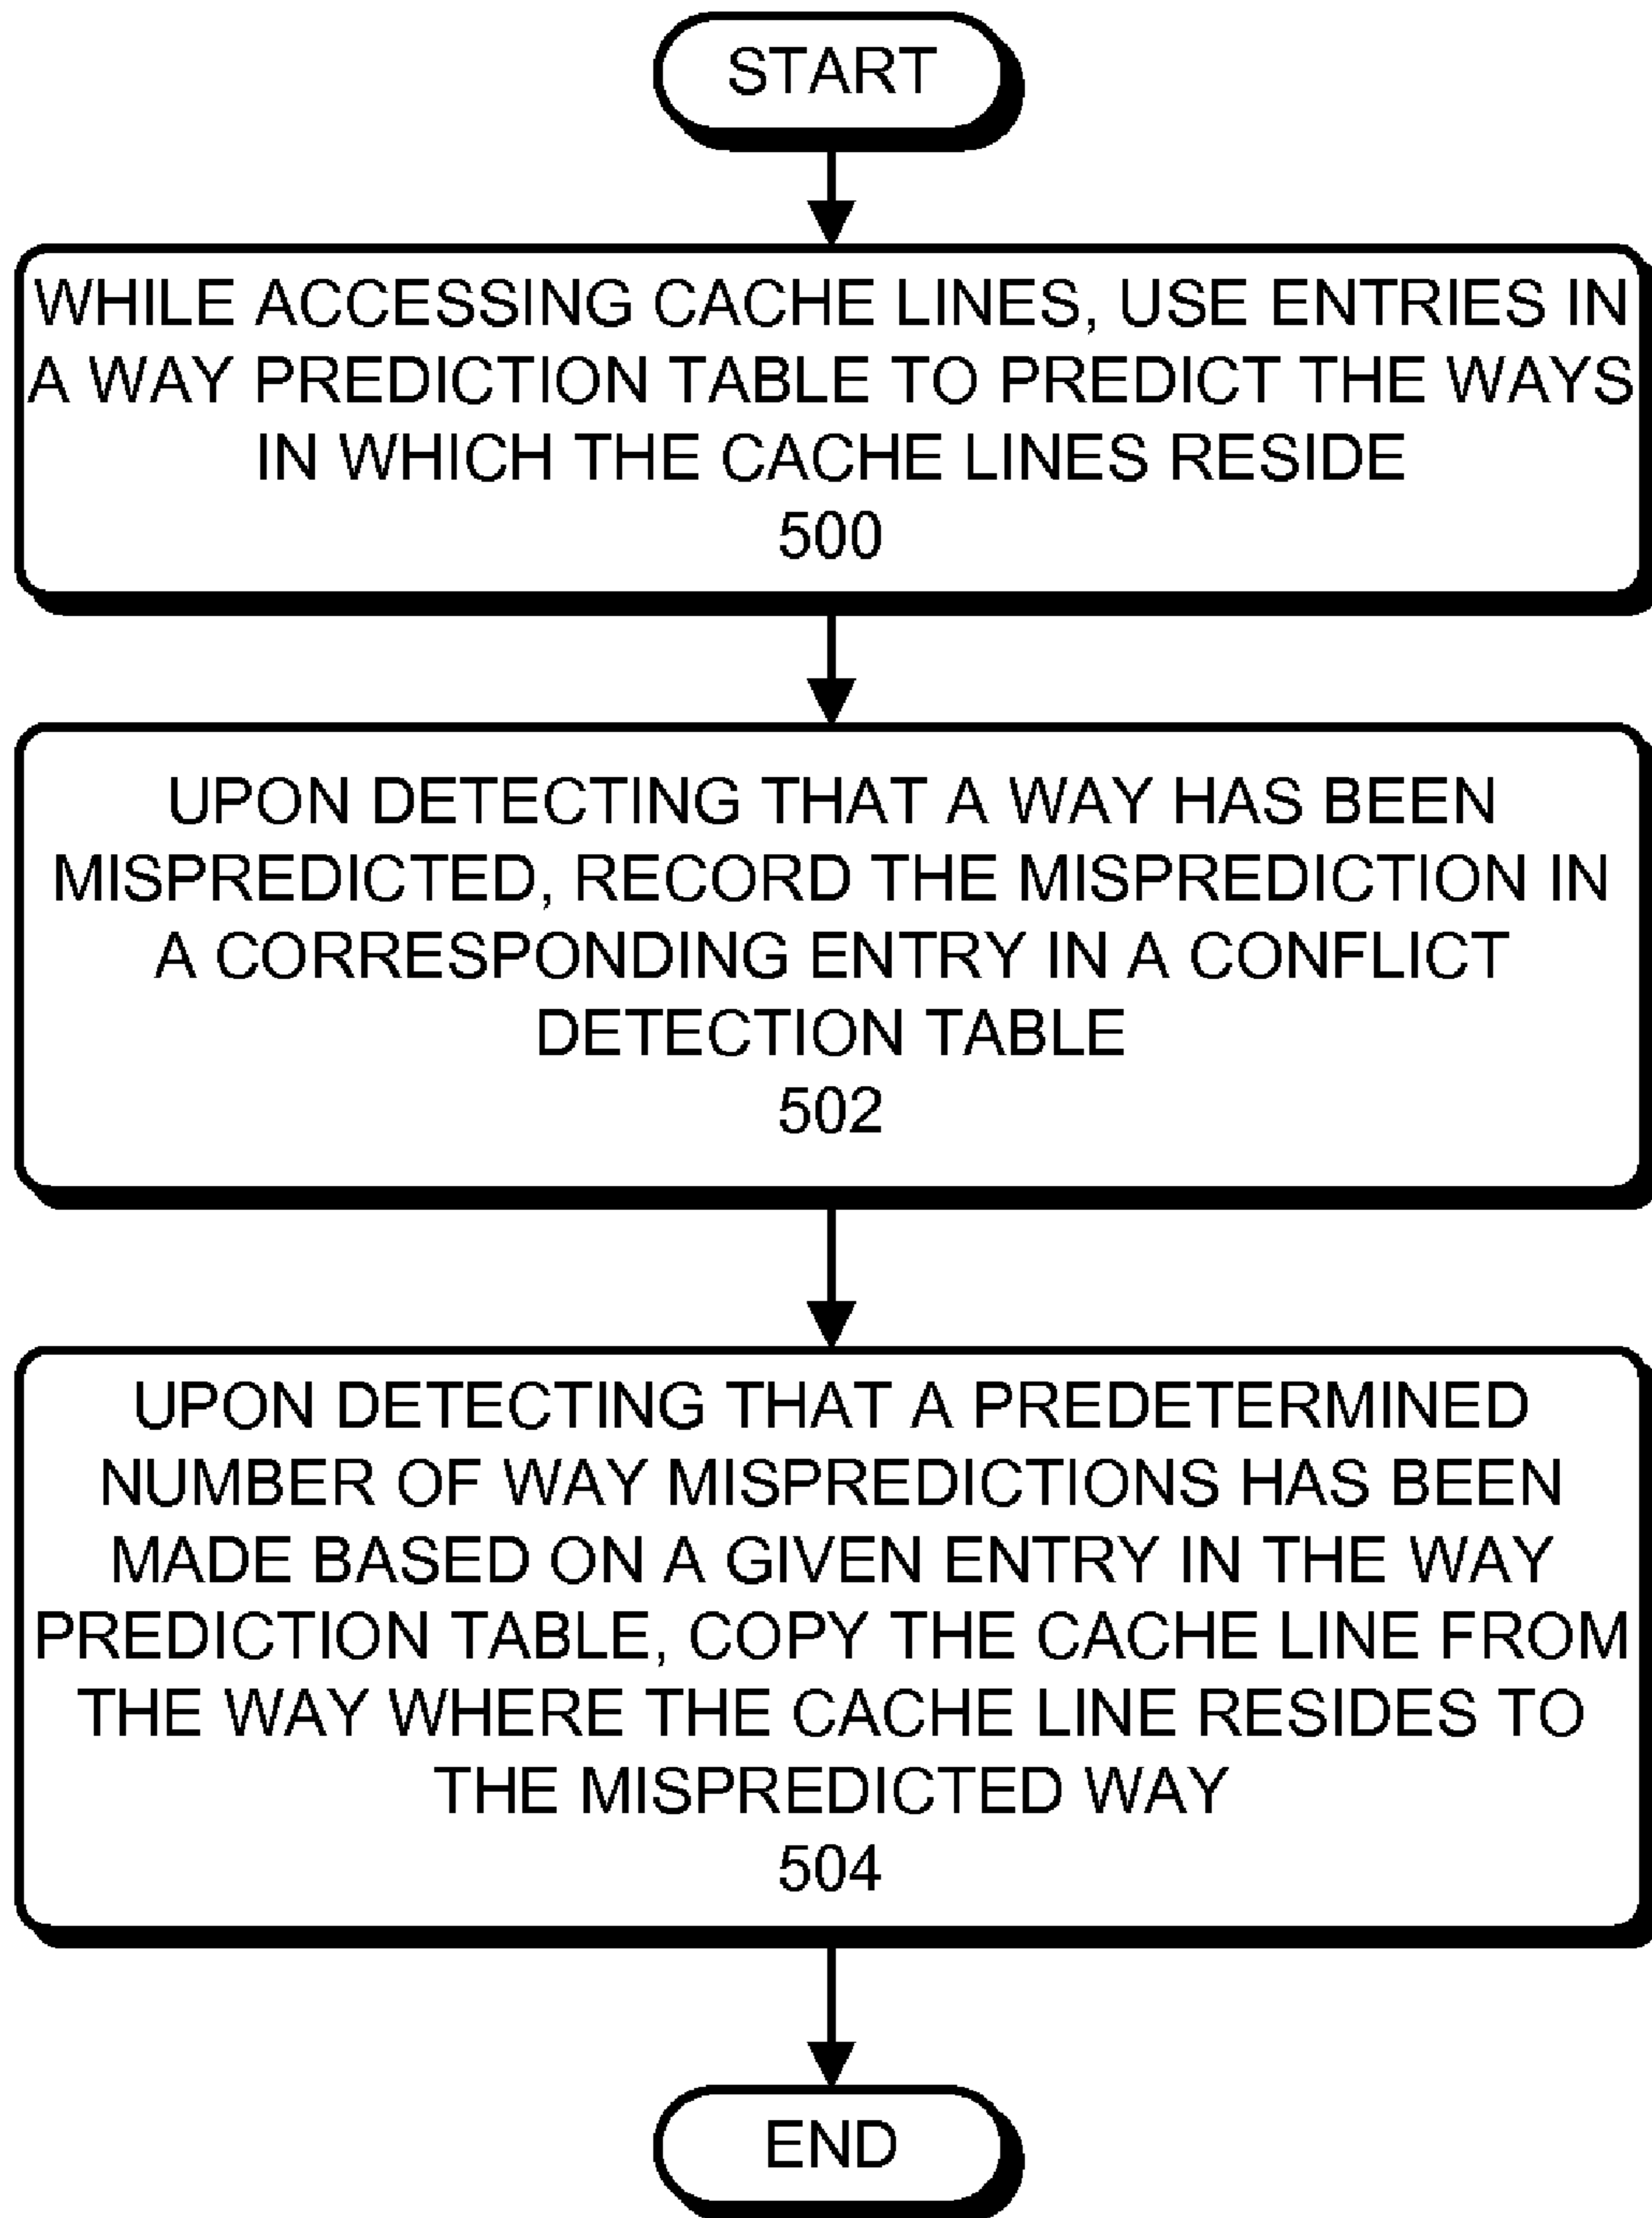 START
WHILE ACCESSING CACHE LINES, USE ENTRIES IN
A WAY PREDICTION TABLE TO PREDICT THE WAYS
IN WHICH THE CACHE LINES RESIDE
500
UPON DETECTING THAT A WAY HAS BEEN
MISPREDICTED, RECORD THE MISPREDICTION IN
A CORRESPONDING ENTRY IN A CONFLICT
DETECTION TABLE
502
UPON DETECTING THAT A PREDETERMINED
NUMBER OF WAY MISPREDICTIONS HAS BEEN
MADE BASED ON A GIVEN ENTRY IN THE WAY
PREDICTION TABLE, COPY THE CACHE LINE FROM
THE WAY WHERE THE CACHE LINE RESIDES TO
THE MISPREDICTED WAY
504
END